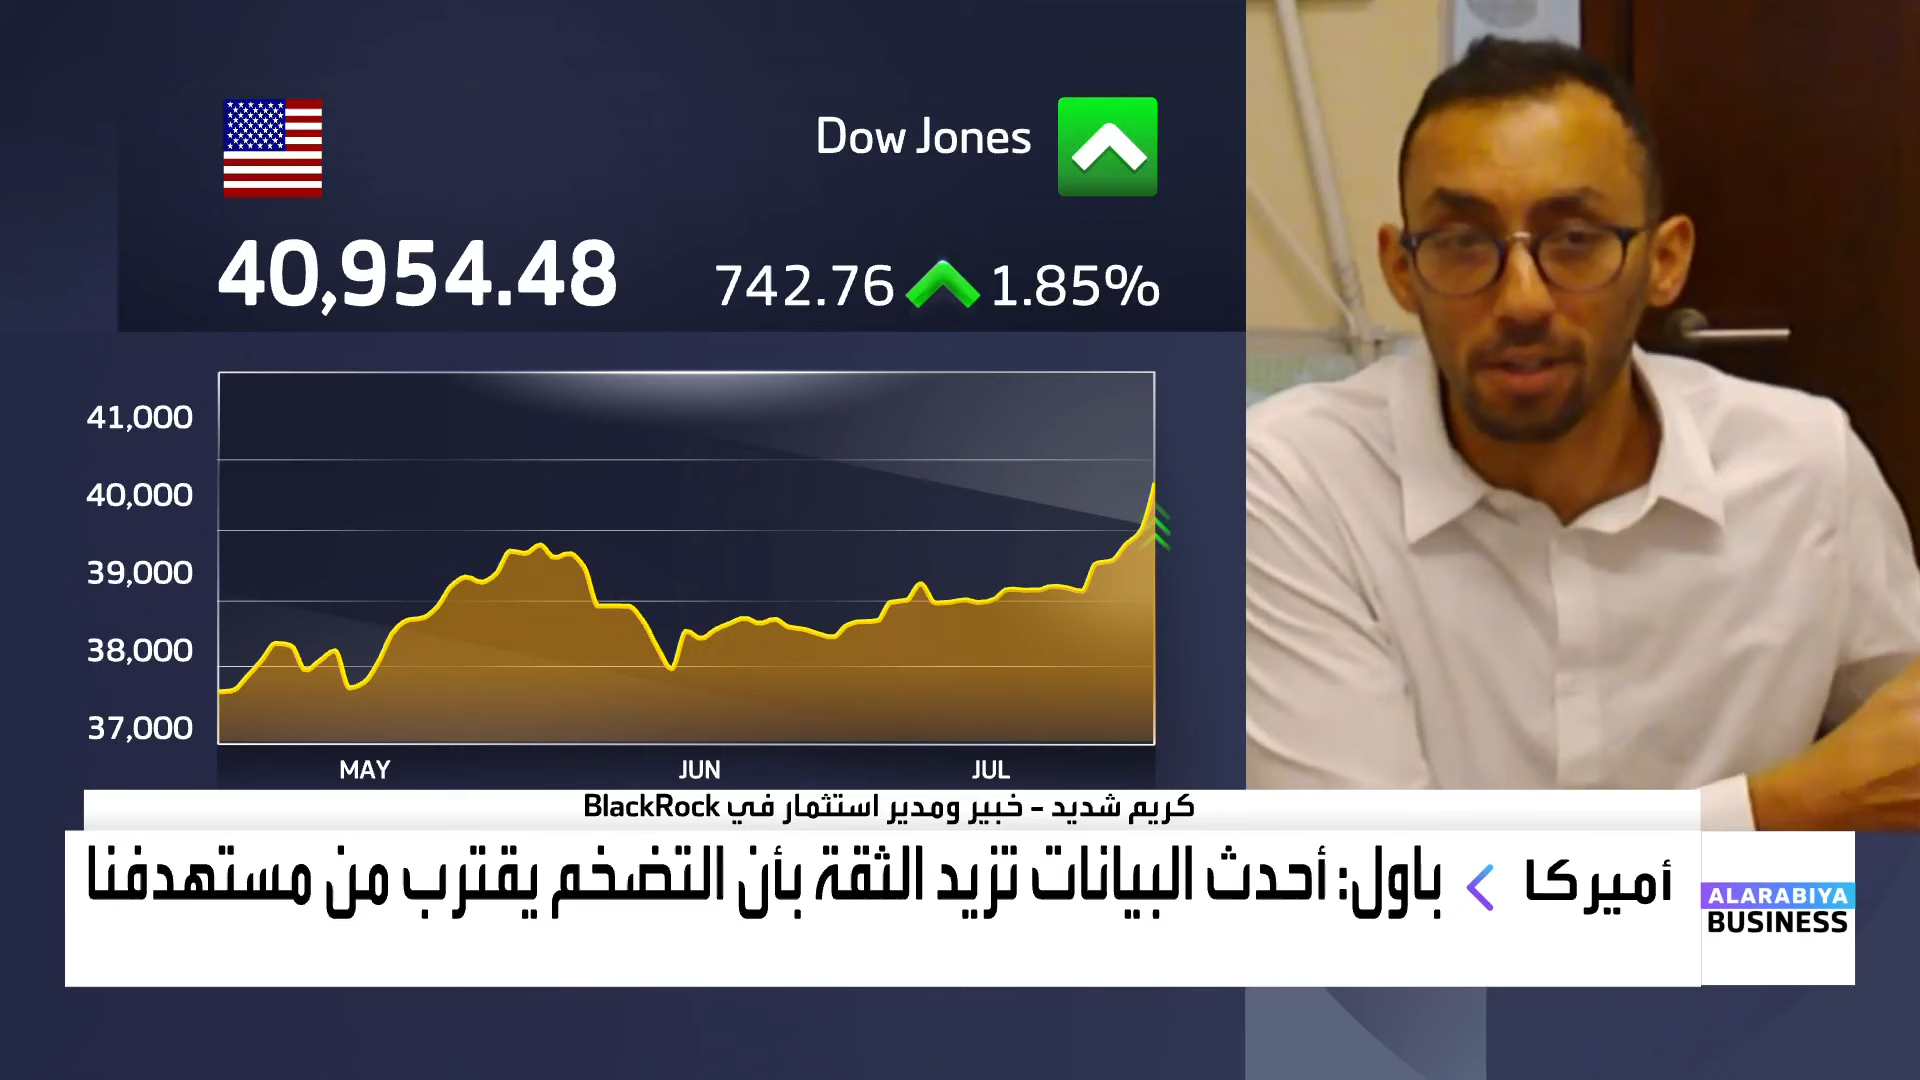 Dow Jones
40,954.48
742.76 1.85%
41,000
40,000
39,000
38,000
37,000
MAY JUN JUL
كريم شديد - خبير ومدير استثمار في BlackRock
أميركا
باول: أحدث البيانات تزيد الثقة بأن التضخم يقترب من مستهدفنا
ALARABIYA
BUSINESS